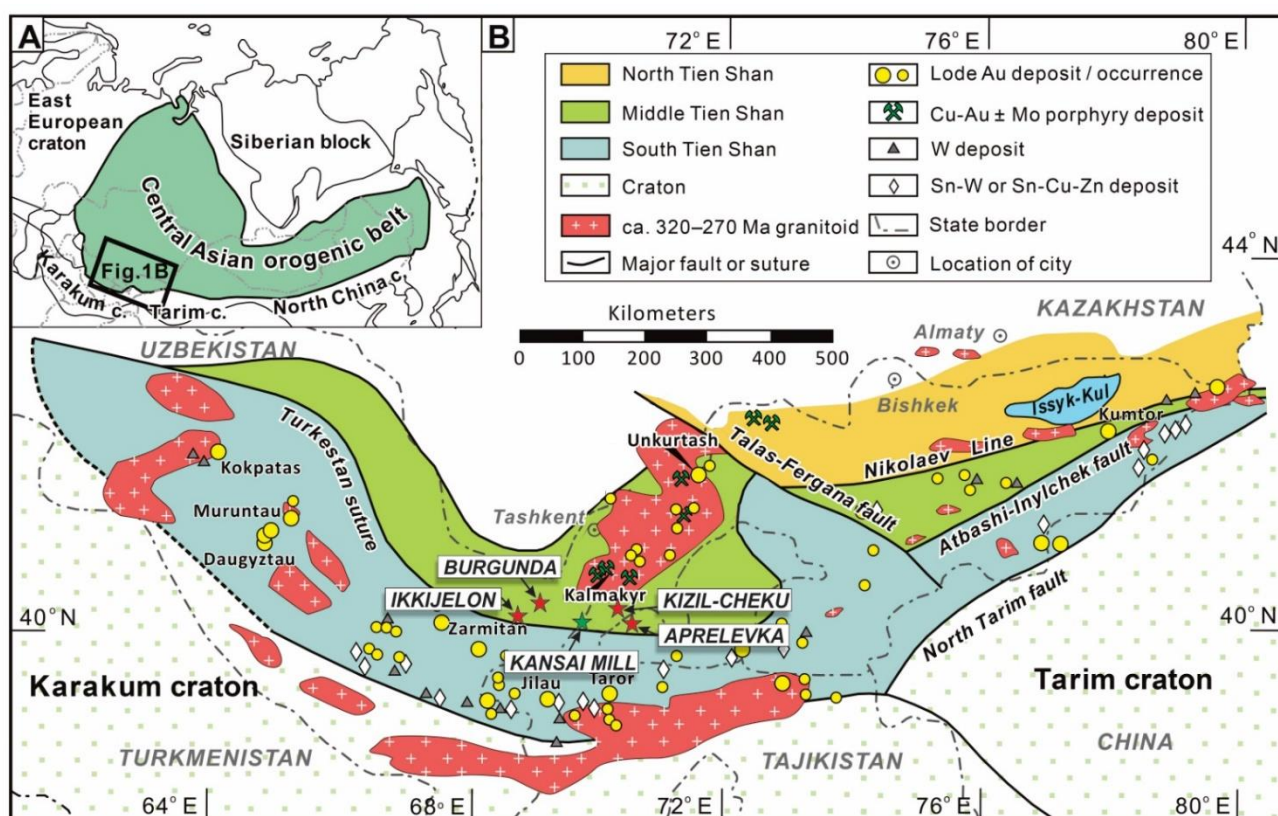 A
East
European
craton
Siberian block
Central Asian orogenic belt
Fig.1B
Karakum c.
Tarim c.
North China c.
B
72° E
76° E
80° E
North Tien Shan
Middle Tien Shan
South Tien Shan
Craton
ca. 320–270 Ma granitoid
Major fault or suture
Lode Au deposit / occurrence
Cu-Au ± Mo porphyry deposit
W deposit
Sn-W or Sn-Cu-Zn deposit
State border
Location of city
44° N
Kilometers
0 100 200 300 400 500
KAZAKHSTAN
Almaty
UZBEKISTAN
Bishkek
Issyk-Kul
Kumtor
Unkurtash
Talas-Fergana fault
Nikolaev Line
Turkestan suture
Kokpatas
Atbashi-Inylchek fault
Muruntau
Tashkent
Daugyztau
BURGUNDA
Kalmakyr
IKKIJELON
KIZIL-CHEKU
North Tarim fault
40° N
40° N
Zarmitan
APRELEVKA
KANSAI MILL
Jilau
Taror
Karakum craton
Tarim craton
TURKMENISTAN
TAJIKISTAN
CHINA
64° E
68° E
72° E
76° E
80° E